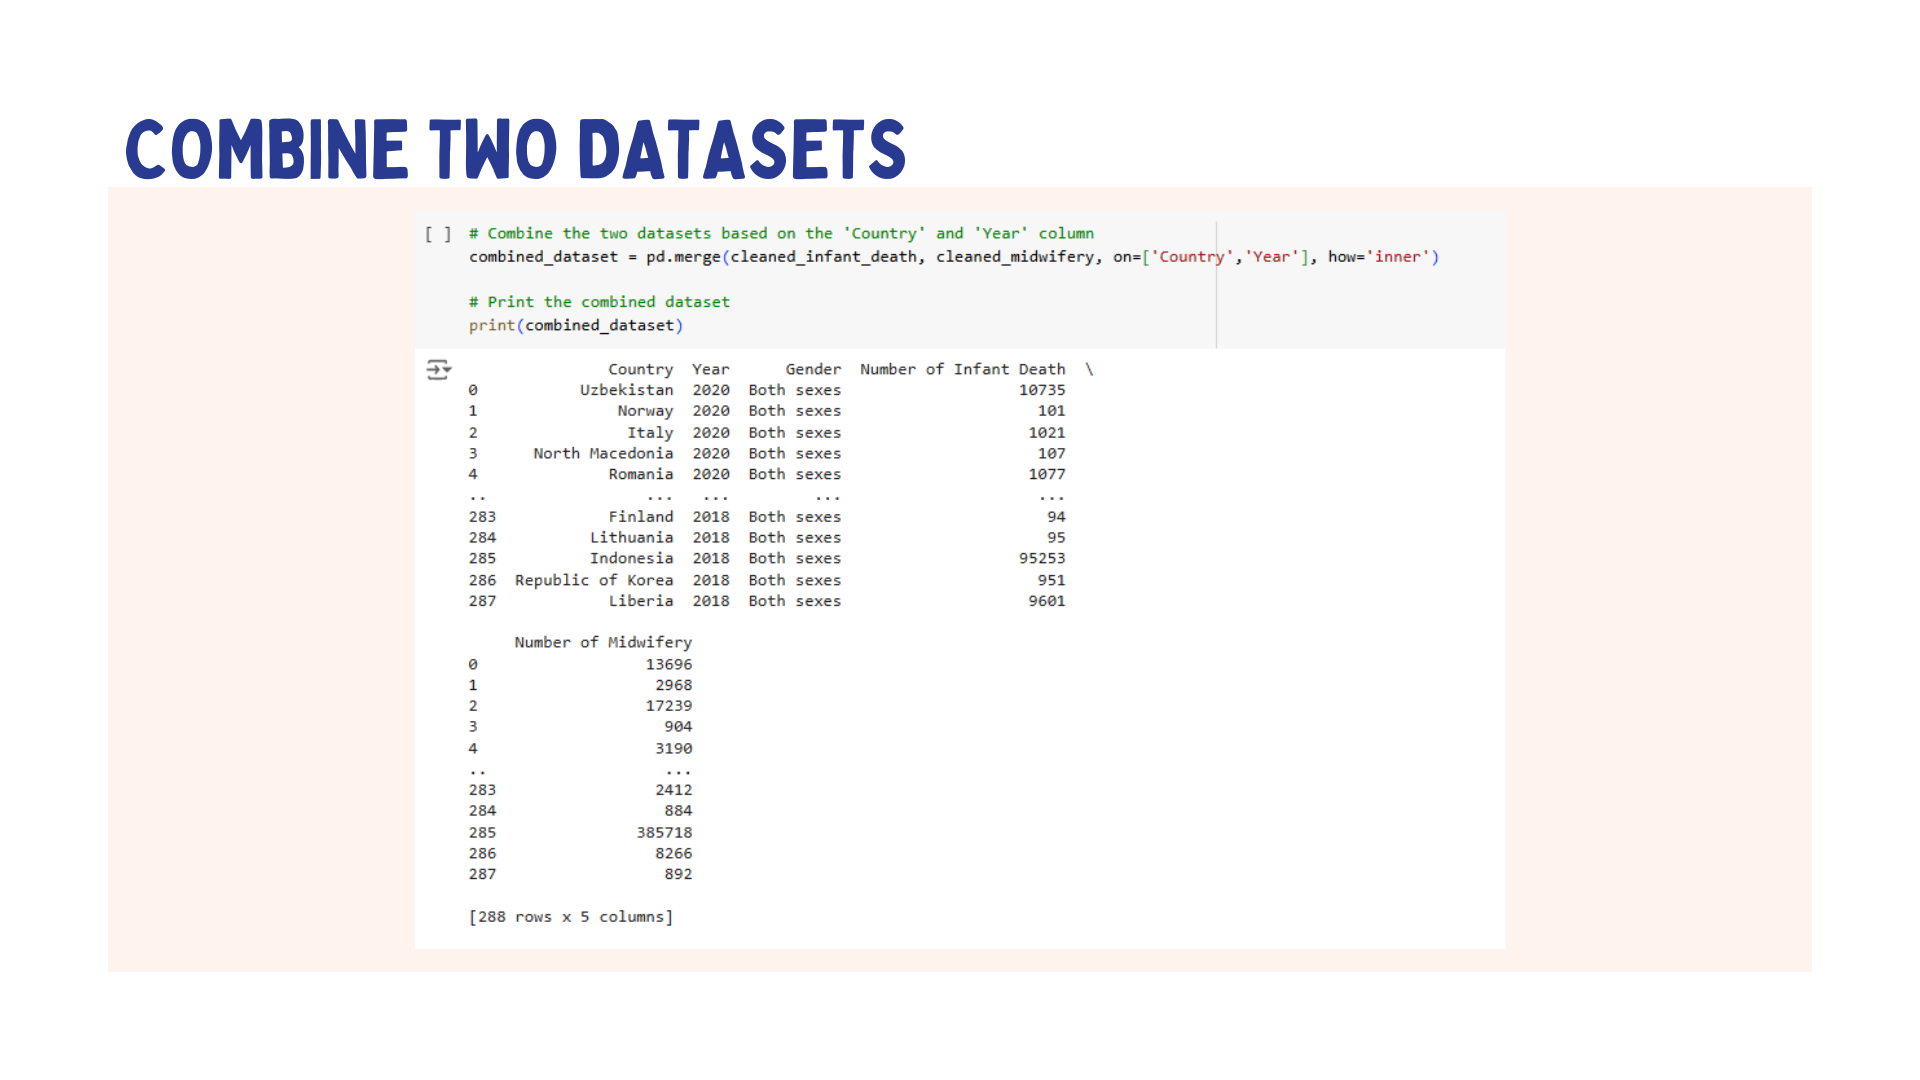 COMBINE TWO DATASETS
[ ] # Combine the two datasets based on the 'Country' and 'Year' column
combined_dataset = pd.merge(cleaned_infant_death, cleaned_midwifery, on=['Country','Year'], how='inner')
# Print the combined dataset
print(combined_dataset)
Country Year Gender Number of Infant Death \
0 Uzbekistan 2020 Both sexes 10735
1 Norway 2020 Both sexes 101
2 Italy 2020 Both sexes 1021
3 North Macedonia 2020 Both sexes 107
4 Romania 2020 Both sexes 1077
.. ... ... ... ...
283 Finland 2018 Both sexes 94
284 Lithuania 2018 Both sexes 95
285 Indonesia 2018 Both sexes 95253
286 Republic of Korea 2018 Both sexes 951
287 Liberia 2018 Both sexes 9601
Number of Midwifery
0 13696
1 2968
2 17239
3 904
4 3190
.. ...
283 2412
284 884
285 385718
286 8266
287 892
[288 rows x 5 columns]